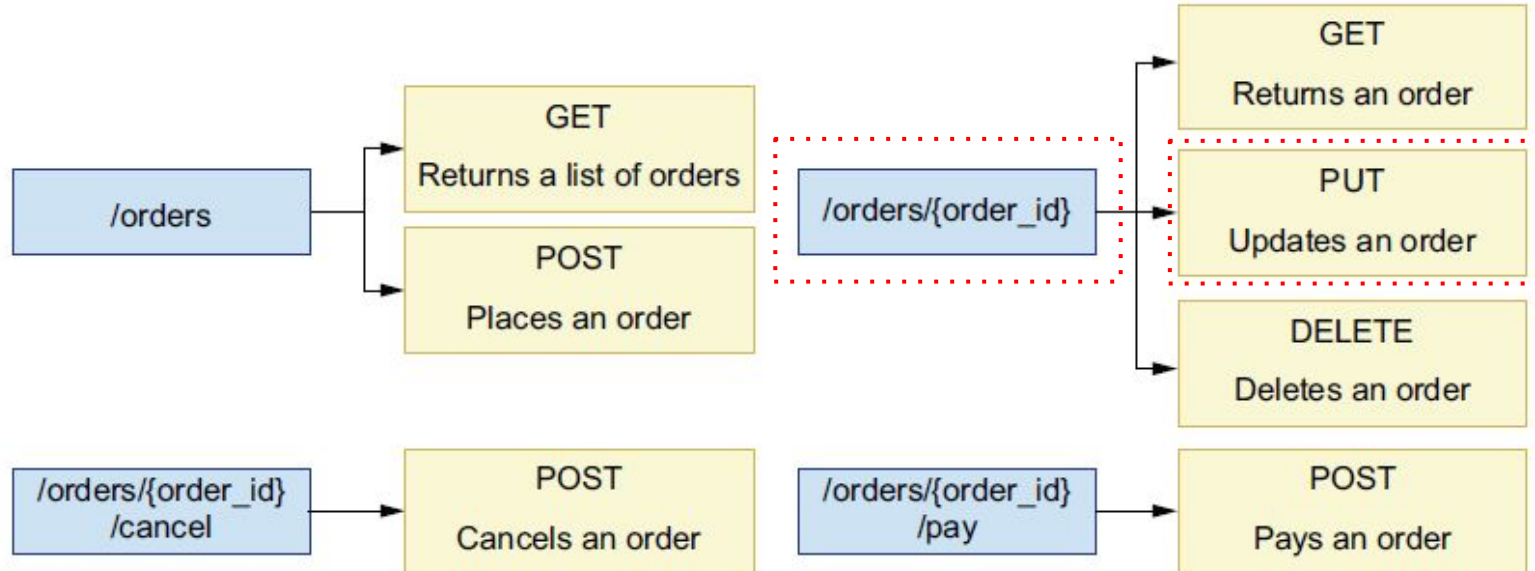 /orders
GET
Returns a list of orders
POST
Places an order
/orders/{order_id}
GET
Returns an order
PUT
Updates an order
DELETE
Deletes an order
/orders/{order_id}
/cancel
POST
Cancels an order
/orders/{order_id}
/pay
POST
Pays an order